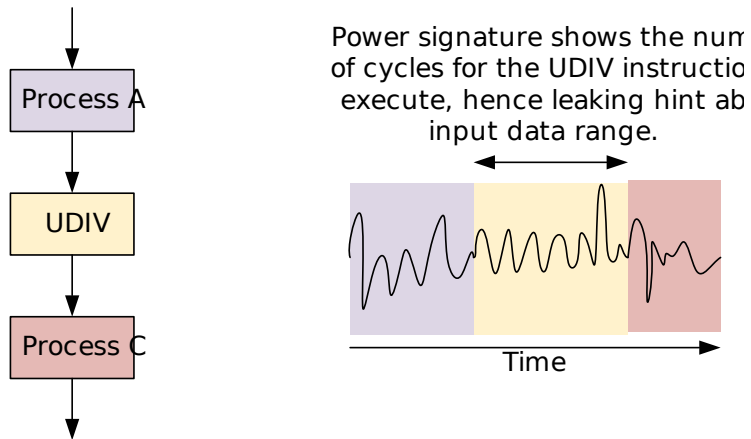 Power signature shows the num
of cycles for the UDIV instructio
execute, hence leaking hint ab
input data range.
Process A
UDIV
Process C
Time